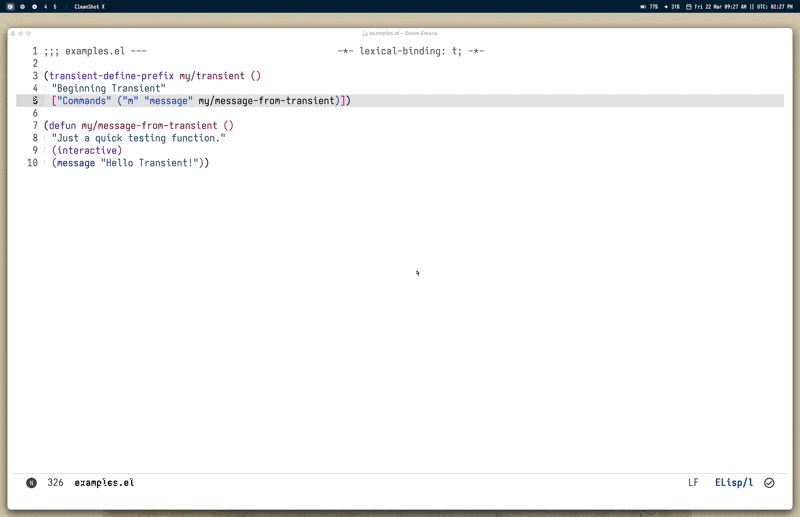 4 5 CleanShot X 77% 31% Fri 22 Mar 09:27 AM || UTC: 02:27 PM
examples.el – Doom Emacs
1 ;;; examples.el --- -*- lexical-binding: t; -*-
2
3 (transient-define-prefix my/transient ()
4 "Beginning Transient"
5 ["Commands" ("m" "message" my/message-from-transient)])
6
7 (defun my/message-from-transient ()
8 "Just a quick testing function."
9 (interactive)
10 (message "Hello Transient!"))
N 326 examples.el LF ELisp/l